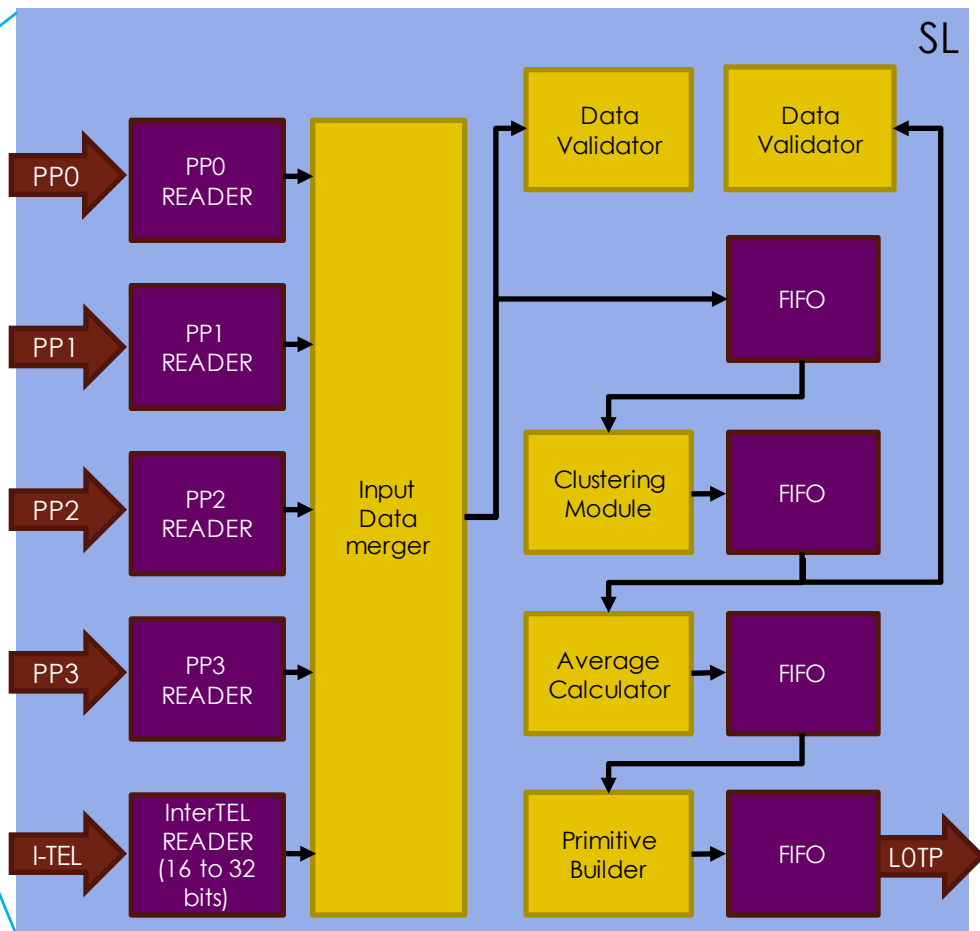 SL
Data
Validator
Data
Validator
PP0
PP0
READER
FIFO
PP1
PP1
READER
PP2
PP2
READER
Input
Data
merger
Clustering
Module
FIFO
PP3
PP3
READER
Average
Calculator
FIFO
I-TEL
InterTEL
READER
(16 to 32
bits)
Primitive
Builder
FIFO
L0TP